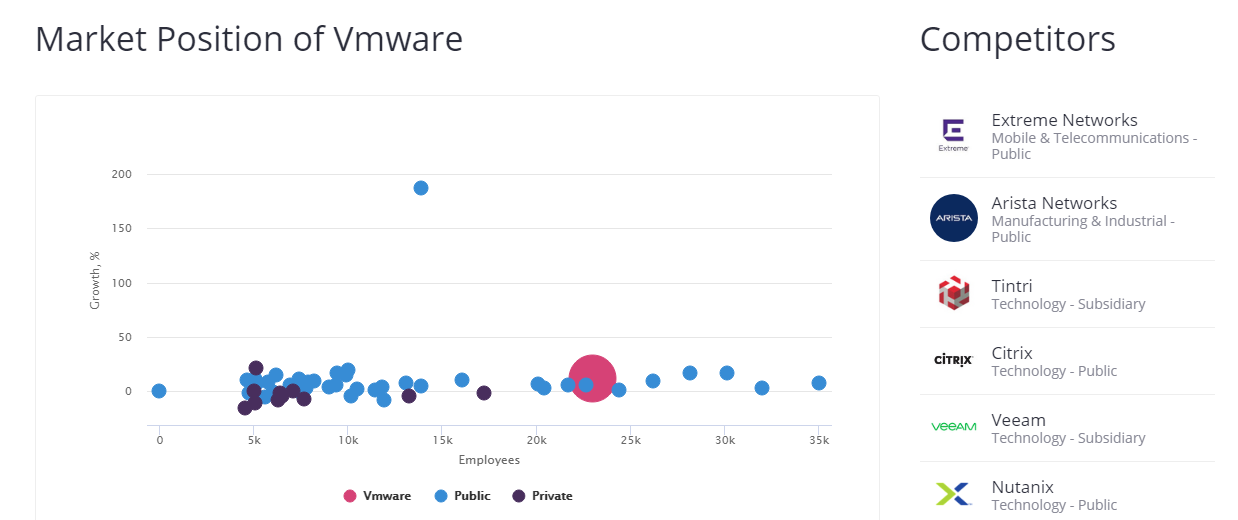 Market Position of Vmware
200
150
100
50
0
Growth, %
0
5k
10k
15k
20k
25k
30k
35k
Employees
Vmware
Public
Private
Competitors
Extreme
Extreme Networks
Mobile & Telecommunications -
Public
ARISTA
Arista Networks
Manufacturing & Industrial -
Public
Tintri
Technology - Subsidiary
CİTRIX
Citrix
Technology - Public
veeam
Veeam
Technology - Subsidiary
Nutanix
Technology - Public